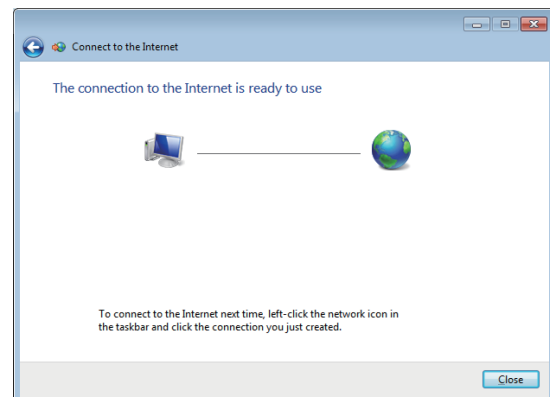 Connect to the Internet
The connection to the Internet is ready to use
To connect to the Internet next time, left-click the network icon in
the taskbar and click the connection you just created.
Close